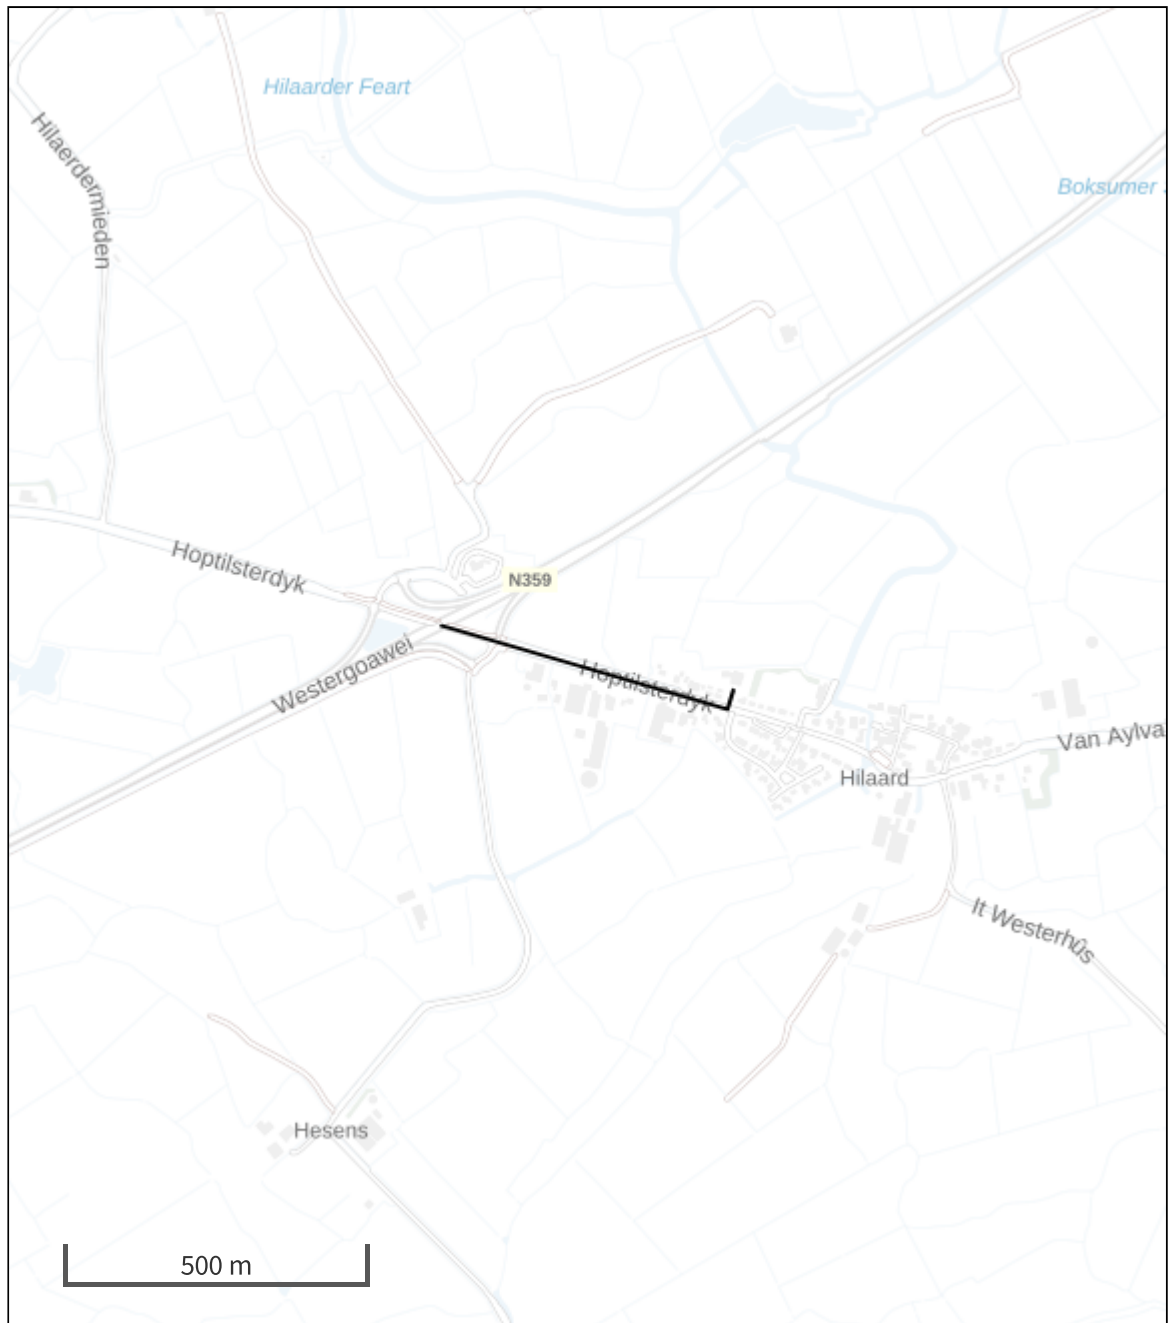 Hilaarder Feart
Hilaerdermieden
Boksumer
Hoptilsterdyk
N359
Westergoawei
Hoptilsterdyk
Van Aylva
Hilaard
It Westerhûs
Hesens
500 m